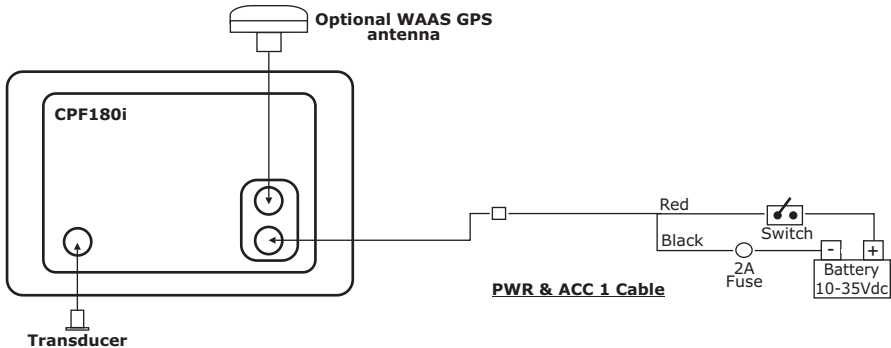 Optional WAAS GPS
antenna
CPF180i
Red
Switch
Black
2A
Fuse
-
+
Battery
10-35Vdc
PWR & ACC 1 Cable
Transducer